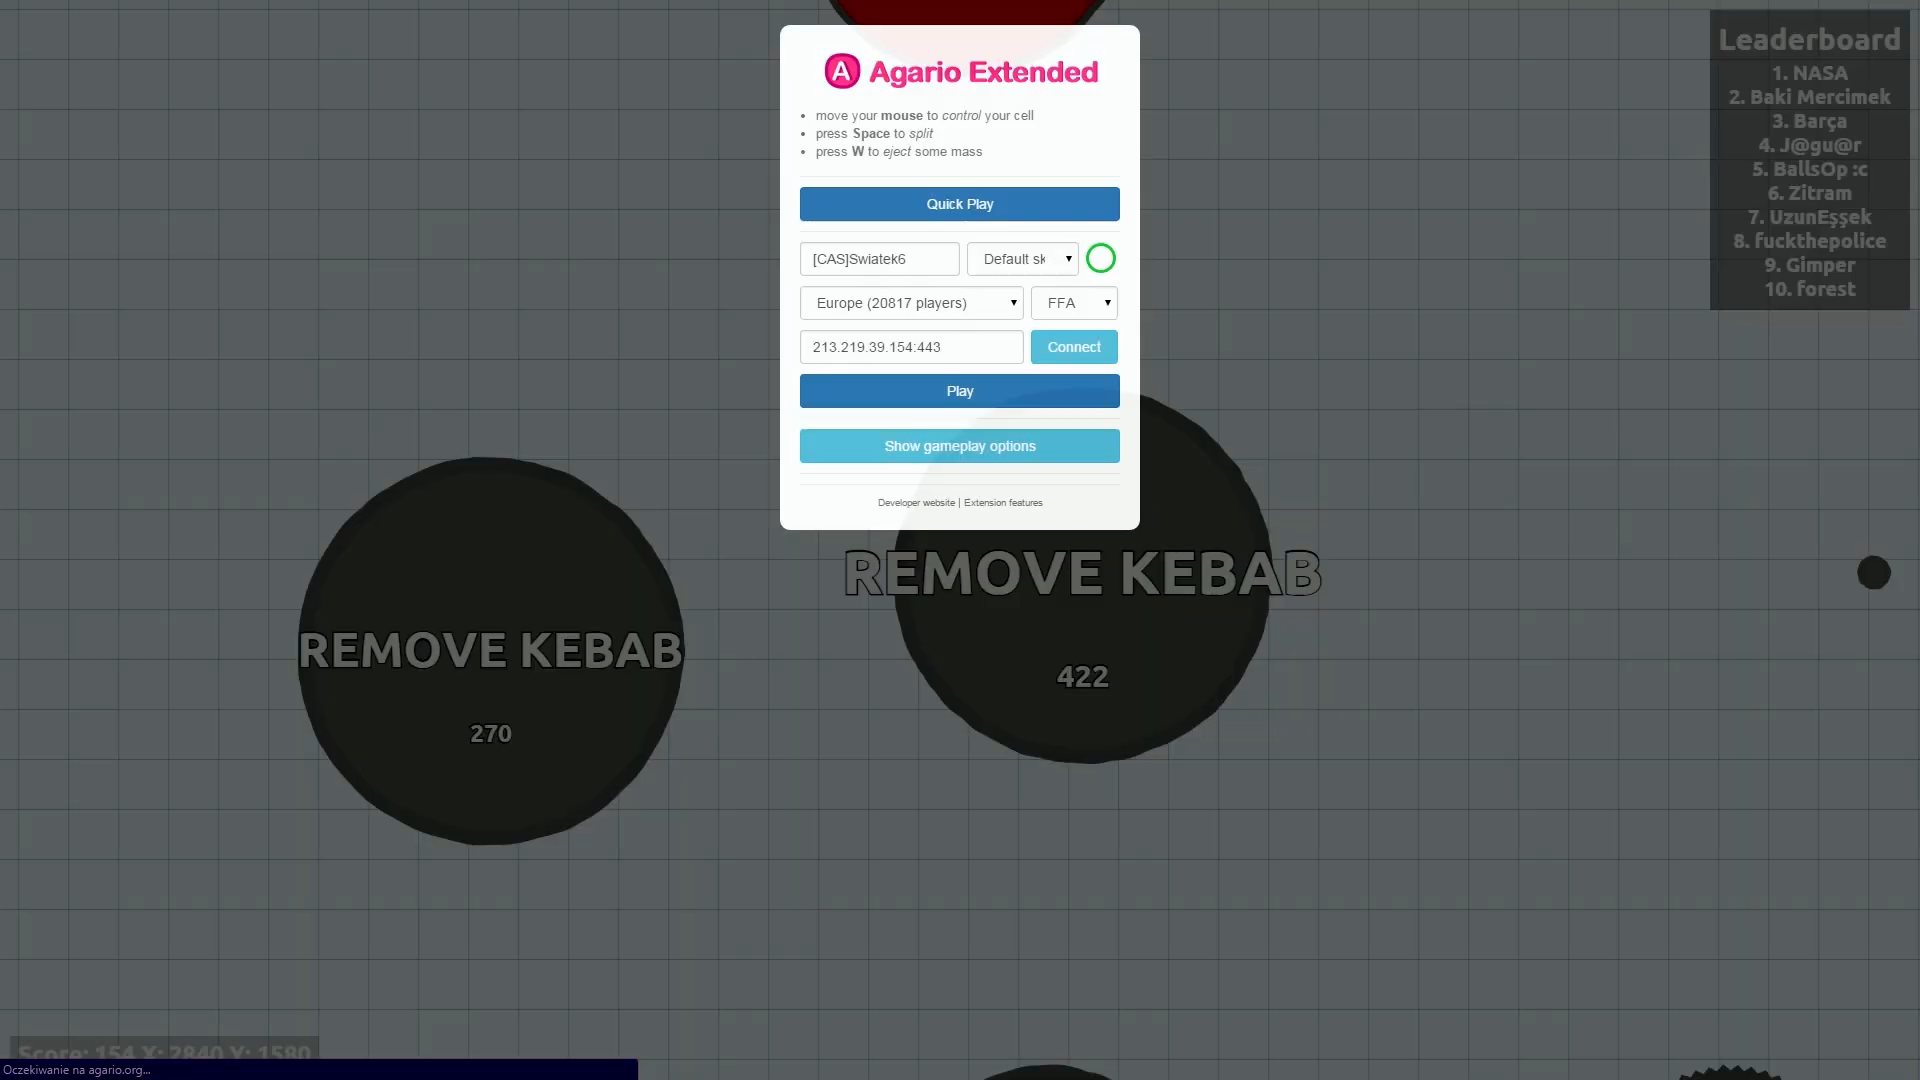 A Agario Extended
move your mouse to control your cell
press Space to split
press W to eject some mass
Quick Play
[CAS]Swiatek6
Default sk
Europe (20817 players)
FFA
213.219.39.154:443
Connect
Play
Show gameplay options
Developer website | Extension features
Leaderboard
1. NASA
2. Baki Mercimek
3. Barça
4. J@gu@r
5. BallsOp :c
6. Zitram
7. UzunEşşek
8. fuckthepolice
9. Gimper
10. forest
REMOVE KEBAB
422
REMOVE KEBAB
270
Score: 154 X: 2840 Y: 1580
Oczekiwanie na agario.org...